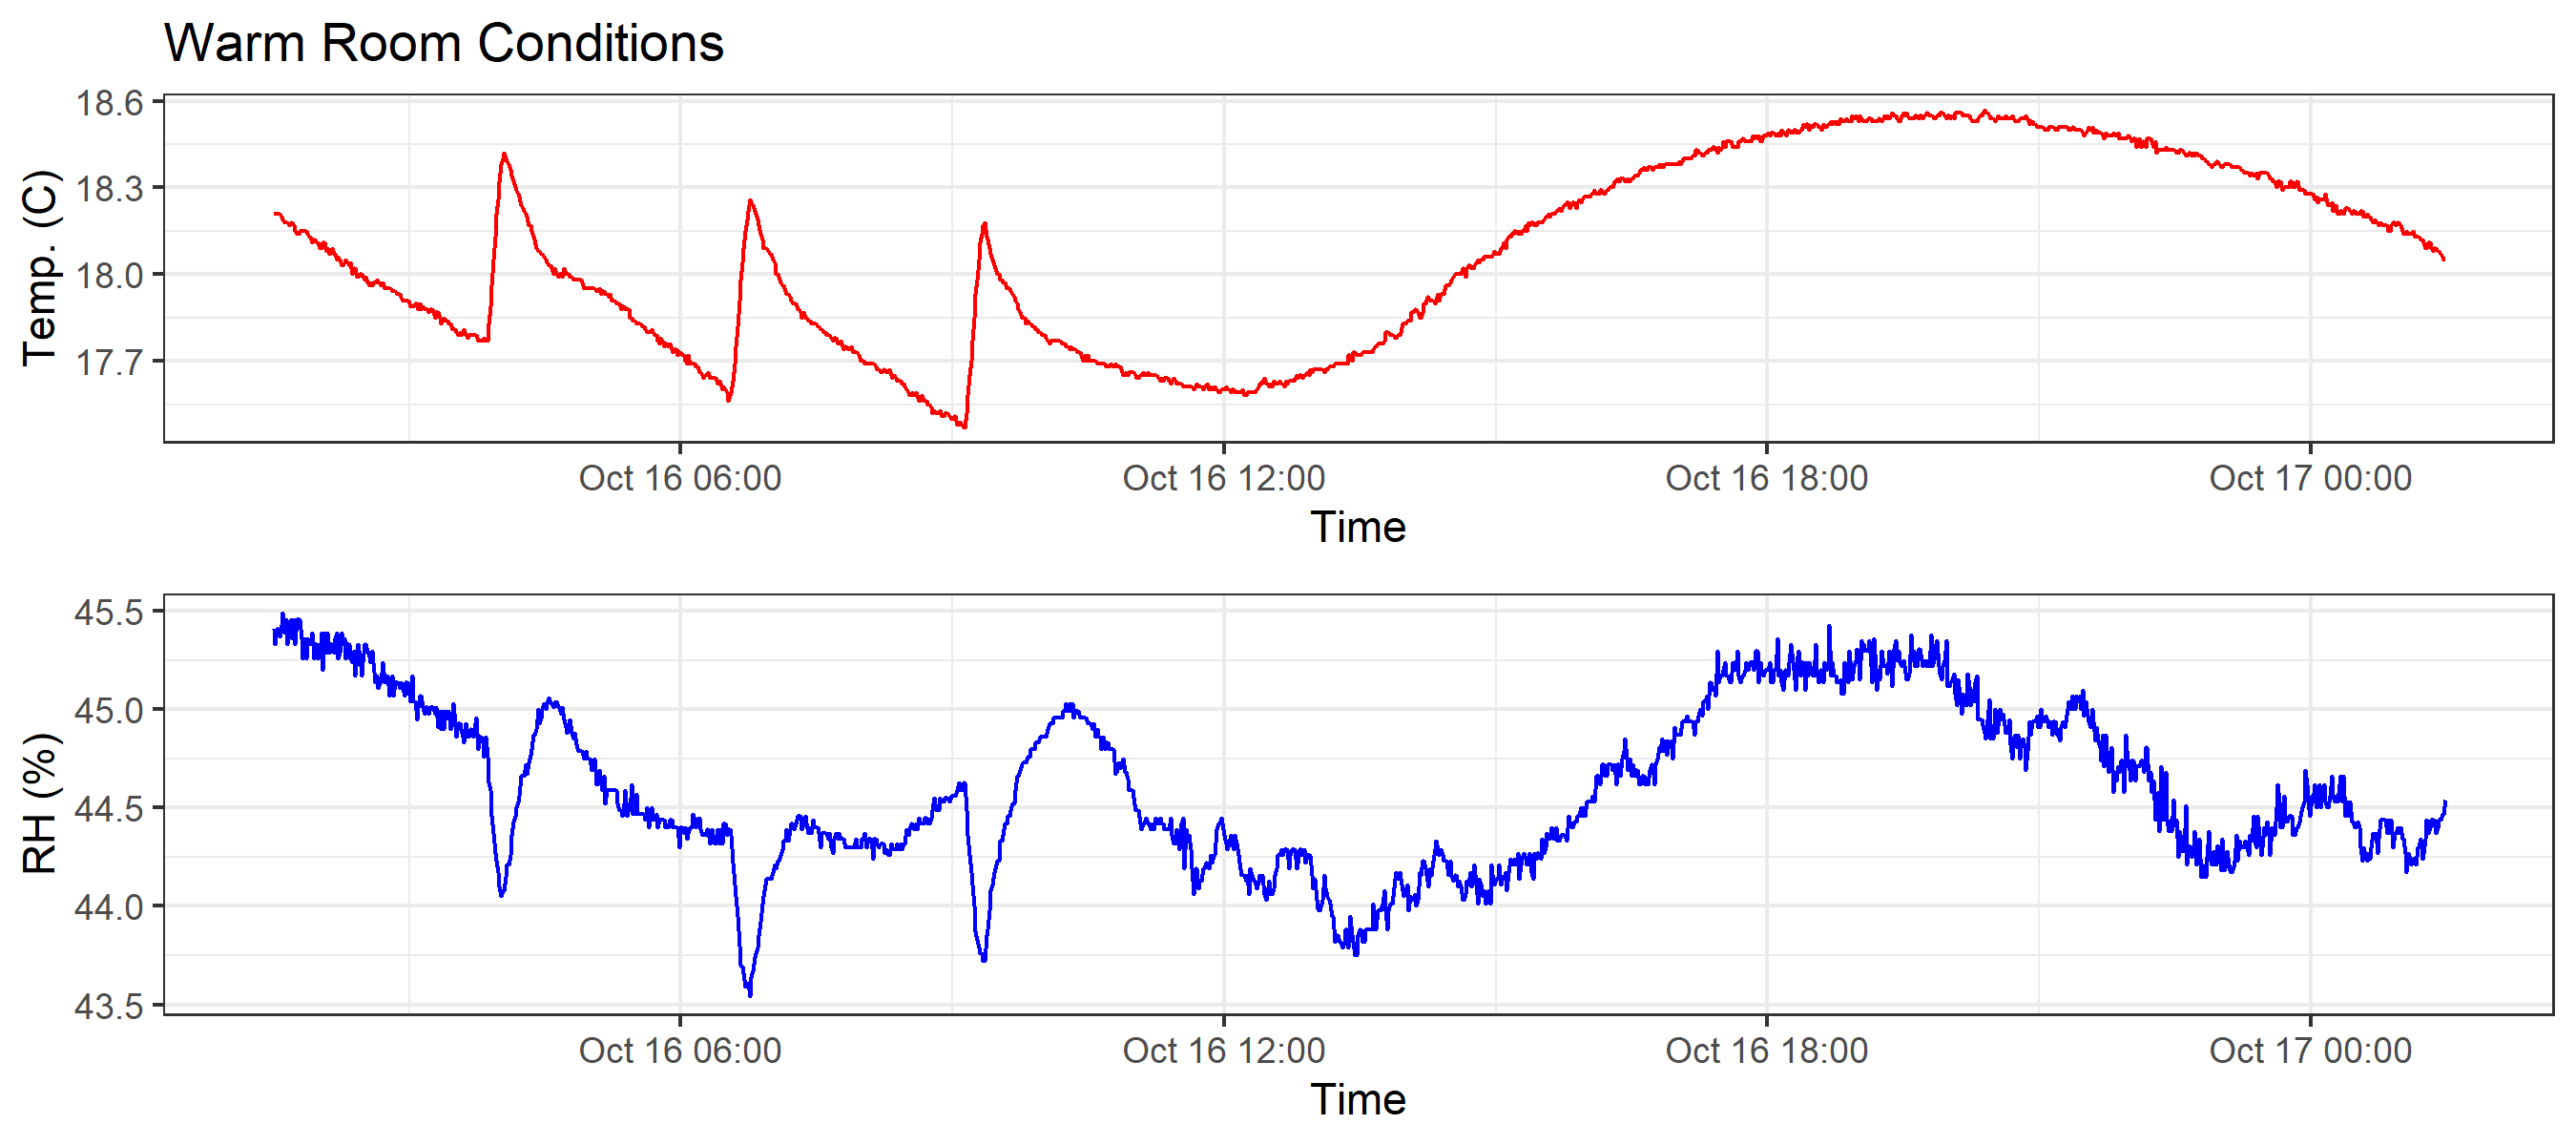 Warm Room Conditions
18.6
18.3
18.0
17.7
Temp. (C)
Oct 16 06:00 Oct 16 12:00 Oct 16 18:00 Oct 17 00:00
Time
45.5
45.0
44.5
44.0
43.5
RH (%)
Oct 16 06:00 Oct 16 12:00 Oct 16 18:00 Oct 17 00:00
Time